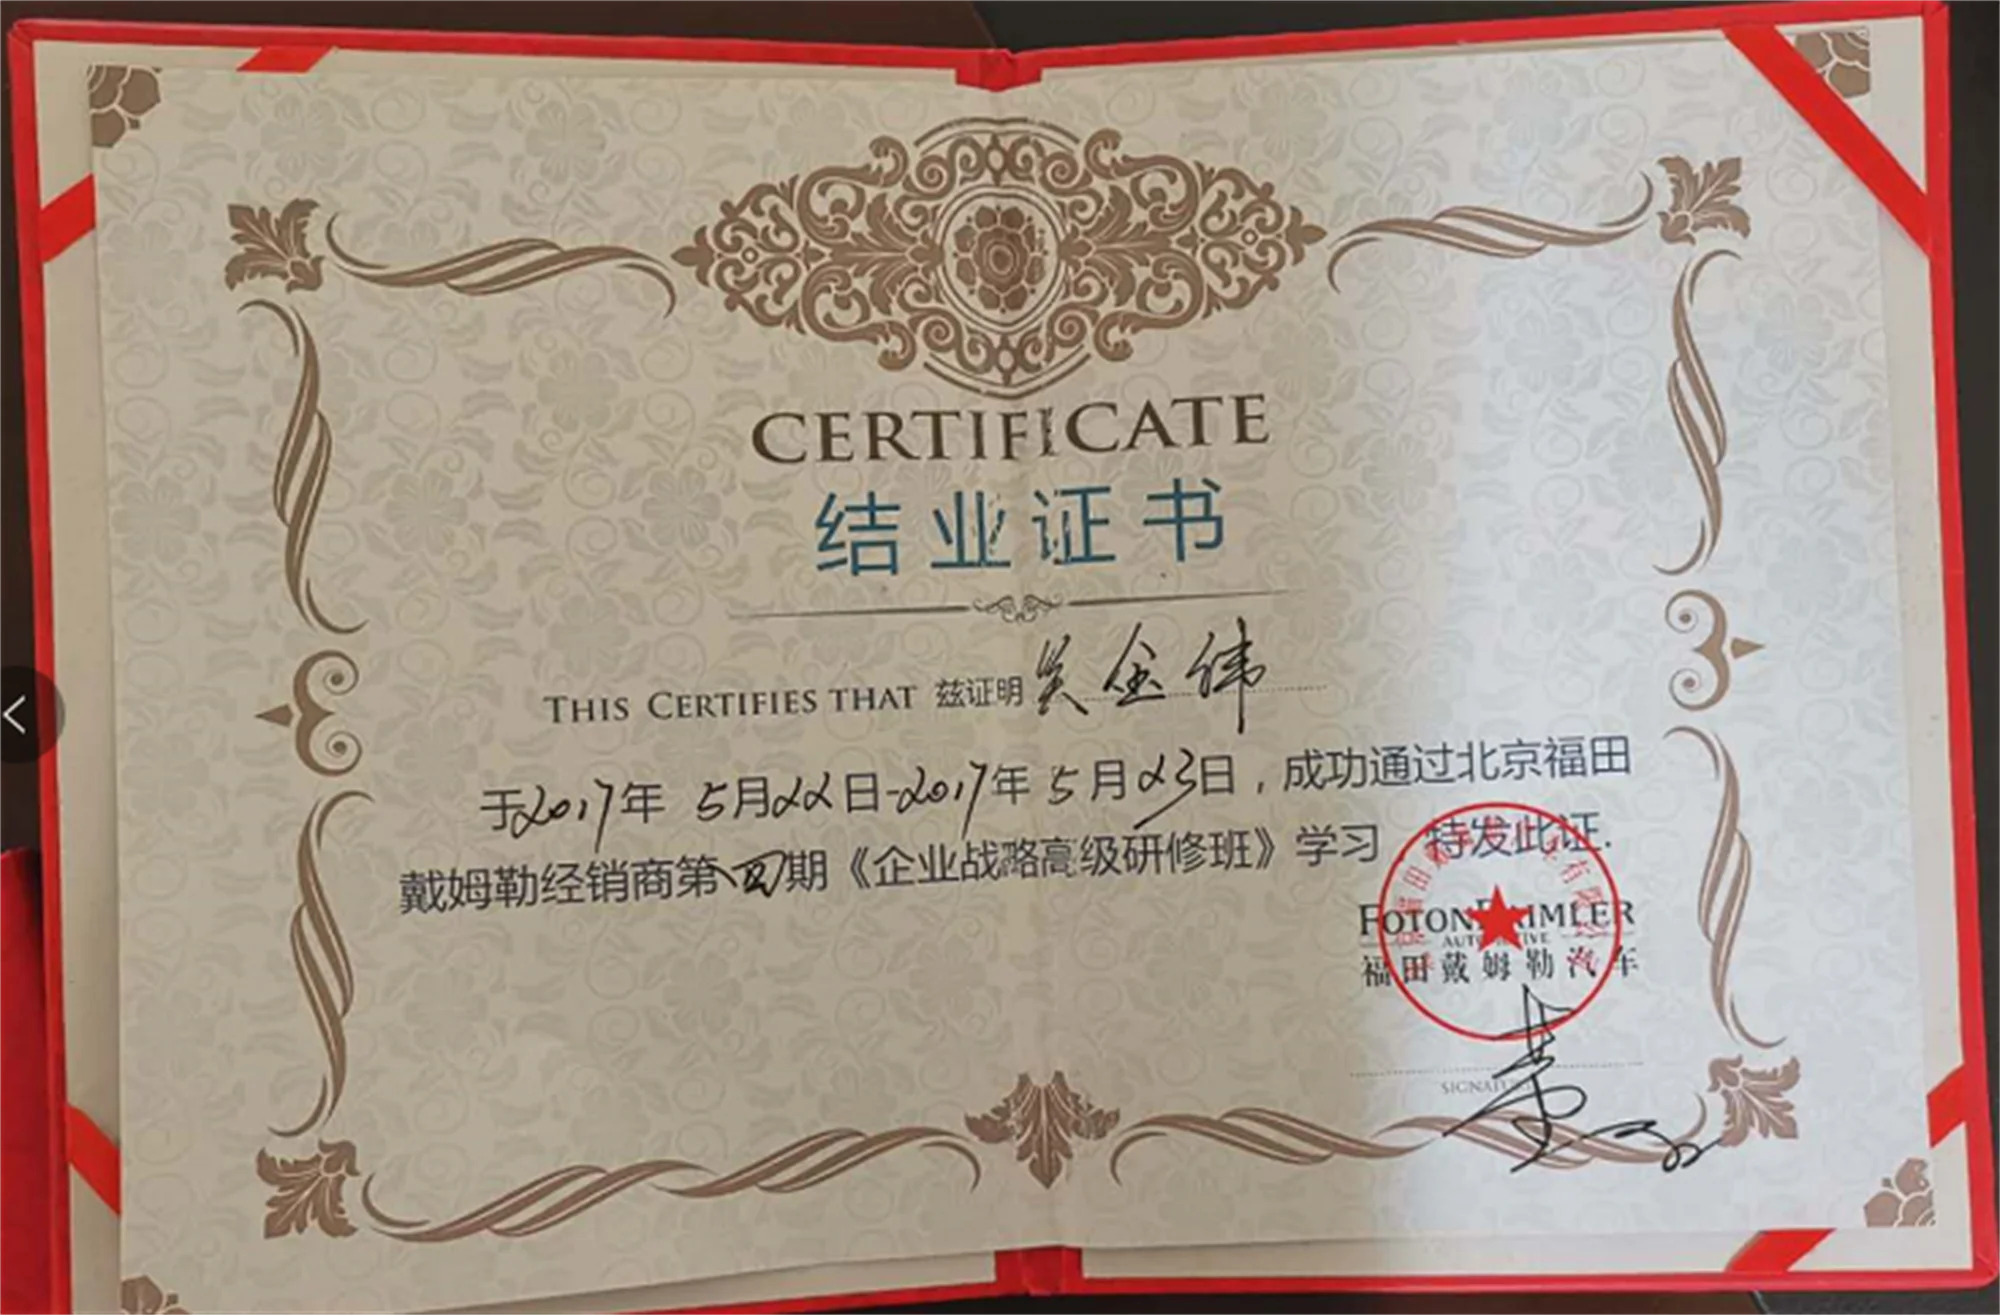 CERTIFICATE
结业证书
THIS CERTIFIES THAT 兹证明 吴金伟
于2017年 5月22日-2017年 5月23日，成功通过北京福田
戴姆勒经销商第四期《企业战略高级研修班》学习，特发此证.
FOTON DAIMLER
AUTOMOTIVE
福田戴姆勒汽车
SIGNATURE